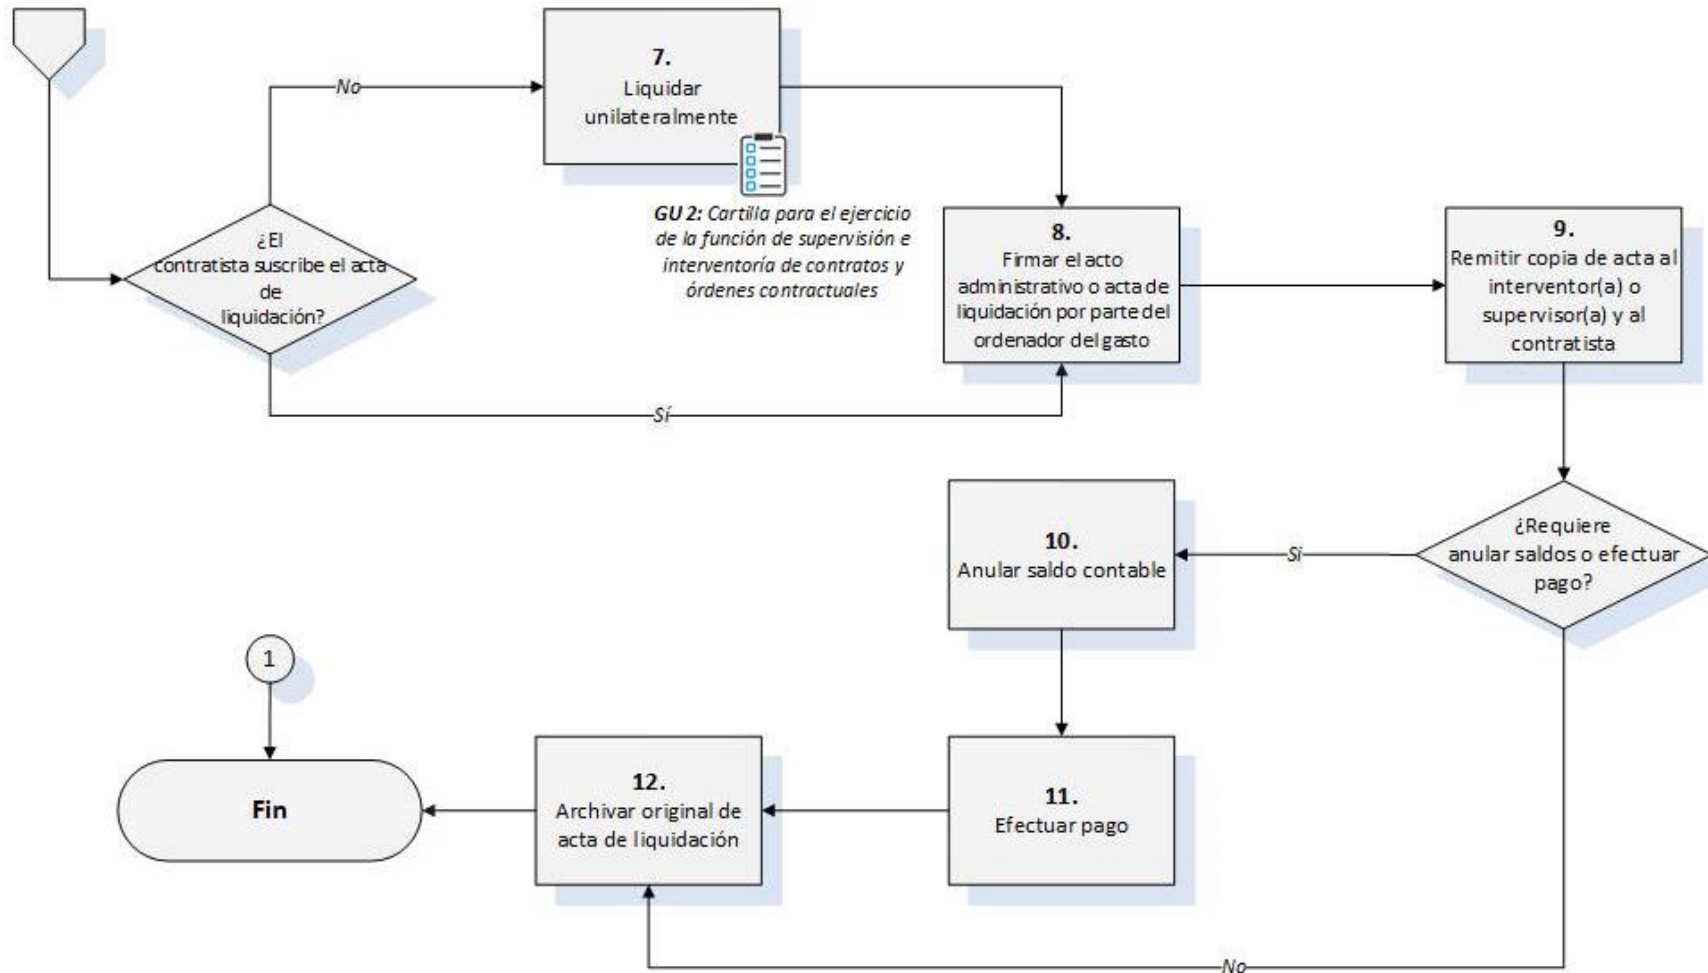 No
7.
Liquidar
unilateralmente
GU 2: Cartilla para el ejercicio
de la función de supervisión e
interventoría de contratos y
órdenes contractuales
¿El
contratista suscribe el acta
de
liquidación?
Sí
8.
Firmar el acto
administrativo o acta de
liquidación por parte del
ordenador del gasto
9.
Remitir copia de acta al
interventor(a) o
supervisor(a) y al
contratista
¿Requiere
anular saldos o efectuar
pago?
Si
10.
Anular saldo contable
11.
Efectuar pago
12.
Archivar original de
acta de liquidación
1
Fin
No